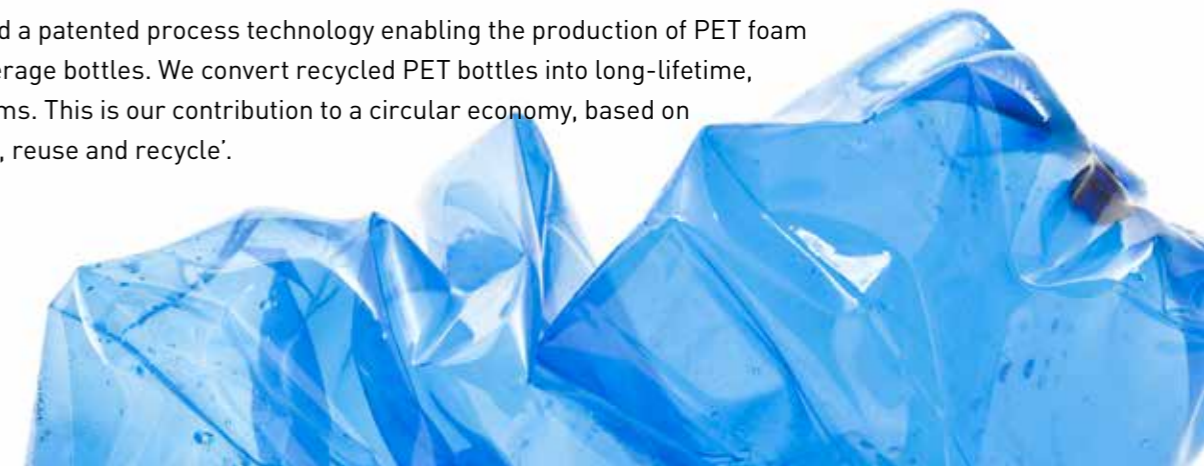 d a patented process technology enabling the production of PET foam
erage bottles. We convert recycled PET bottles into long-lifetime,
ms. This is our contribution to a circular economy, based on
, reuse and recycle’.